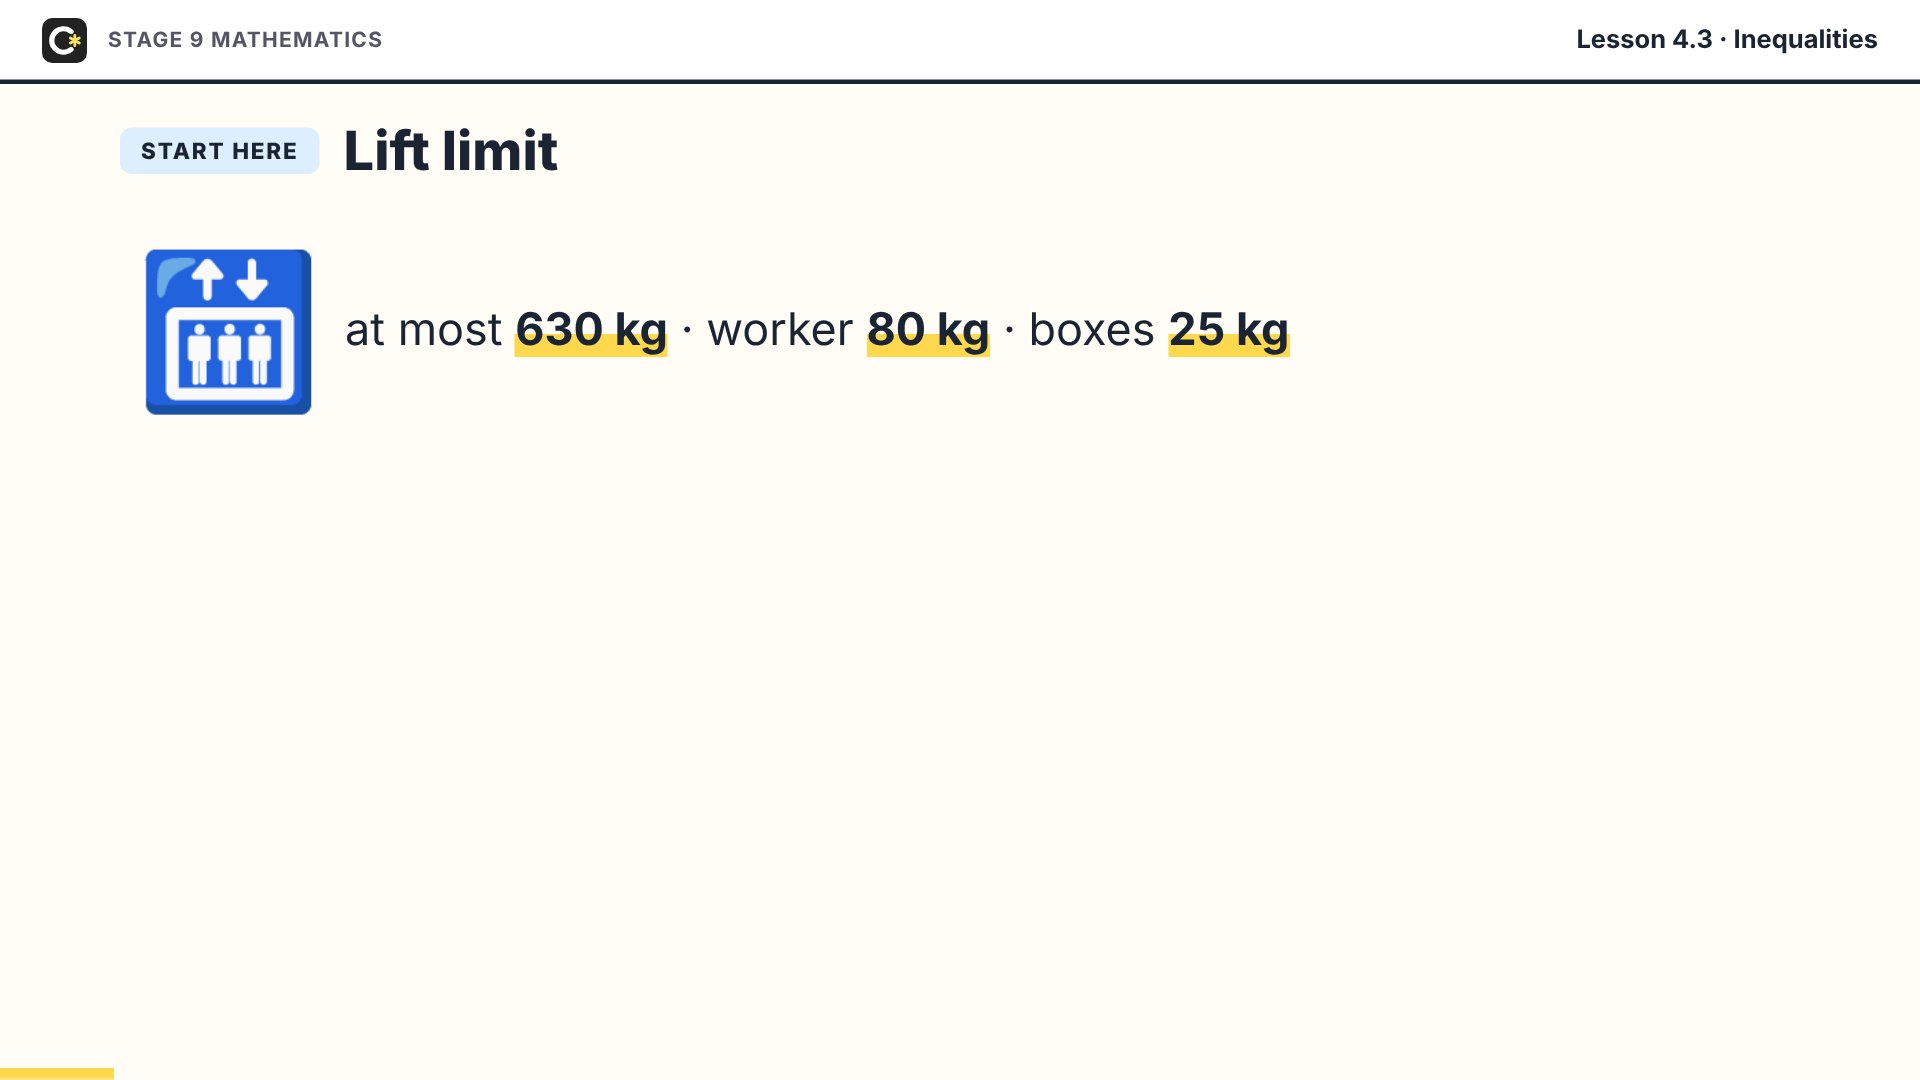 STAGE 9 MATHEMATICS
Lesson 4.3 · Inequalities
START HERE
Lift limit
at most 630 kg · worker 80 kg · boxes 25 kg